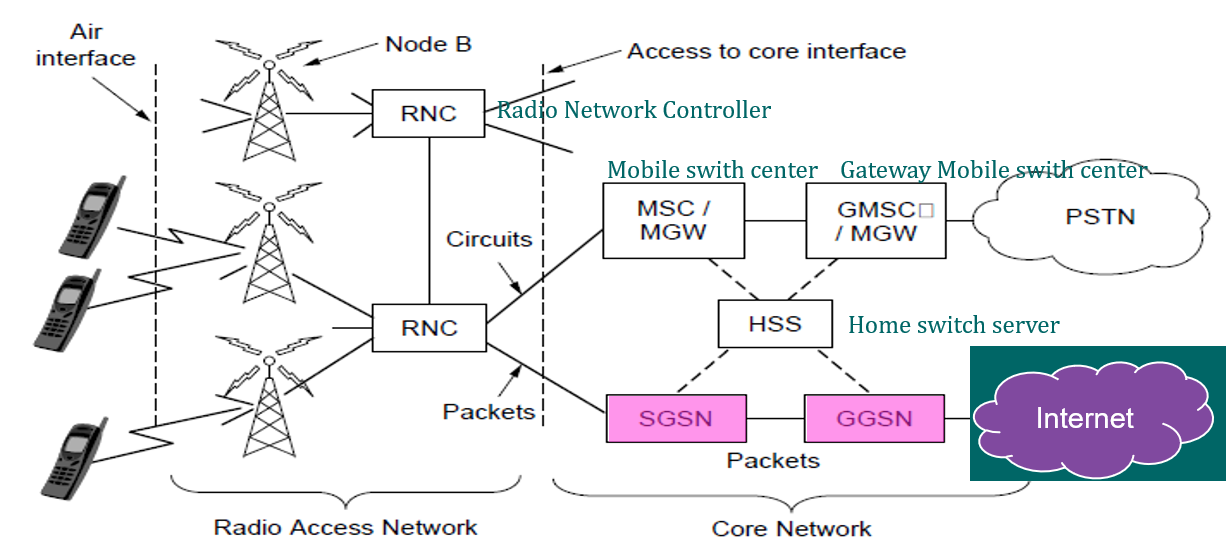 Air
interface
Node B
Access to core interface
RNC
Radio Network Controller
Mobile swith center
Gateway Mobile swith center
MSC /
MGW
GMSC□
/ MGW
PSTN
Circuits
RNC
HSS
Home switch server
Packets
SGSN
GGSN
Internet
Packets
Radio Access Network
Core Network